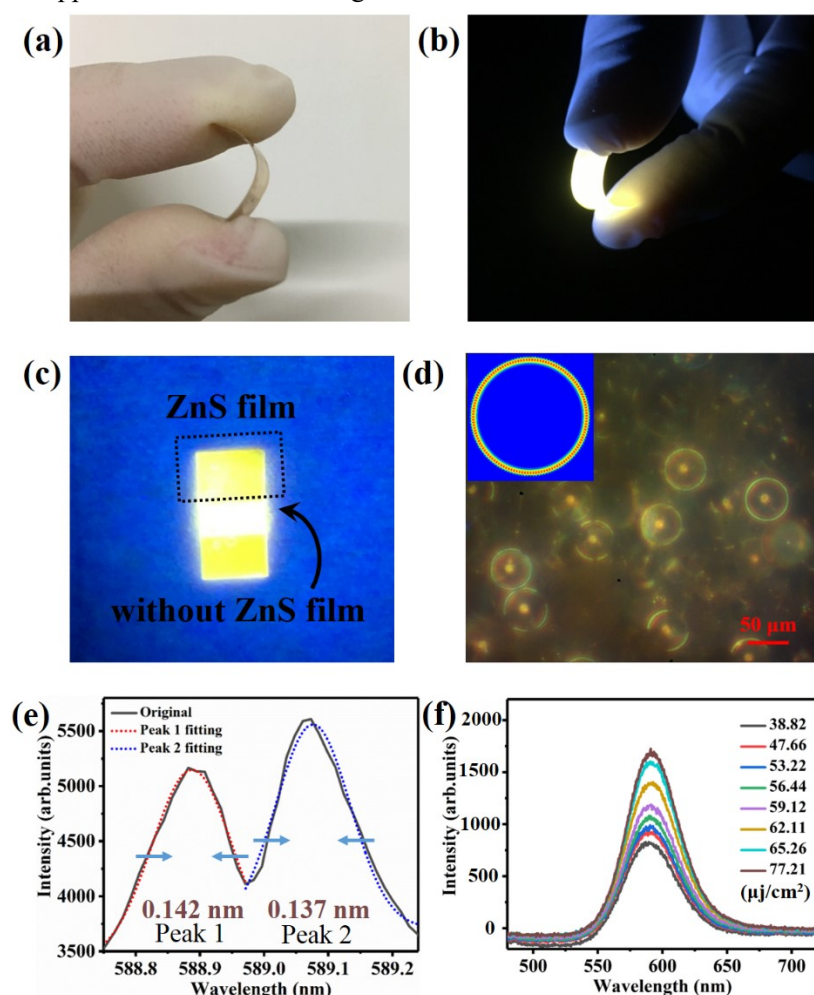 (a)
(b)
(c)
ZnS film
without ZnS film
(d)
50 μm
(e)
Original
Peak 1 fitting
Peak 2 fitting
0.142 nm
0.137 nm
Peak 1
Peak 2
5500
5000
4500
4000
3500
Intensity (arb.units)
588.8 588.9 589.0 589.1 589.2
Wavelength (nm)
(f)
38.82
47.66
53.22
56.44
59.12
62.11
65.26
77.21
(μj/cm²)
2000
1500
1000
500
0
Intensity (arb.units)
500 550 600 650 700
Wavelength (nm)